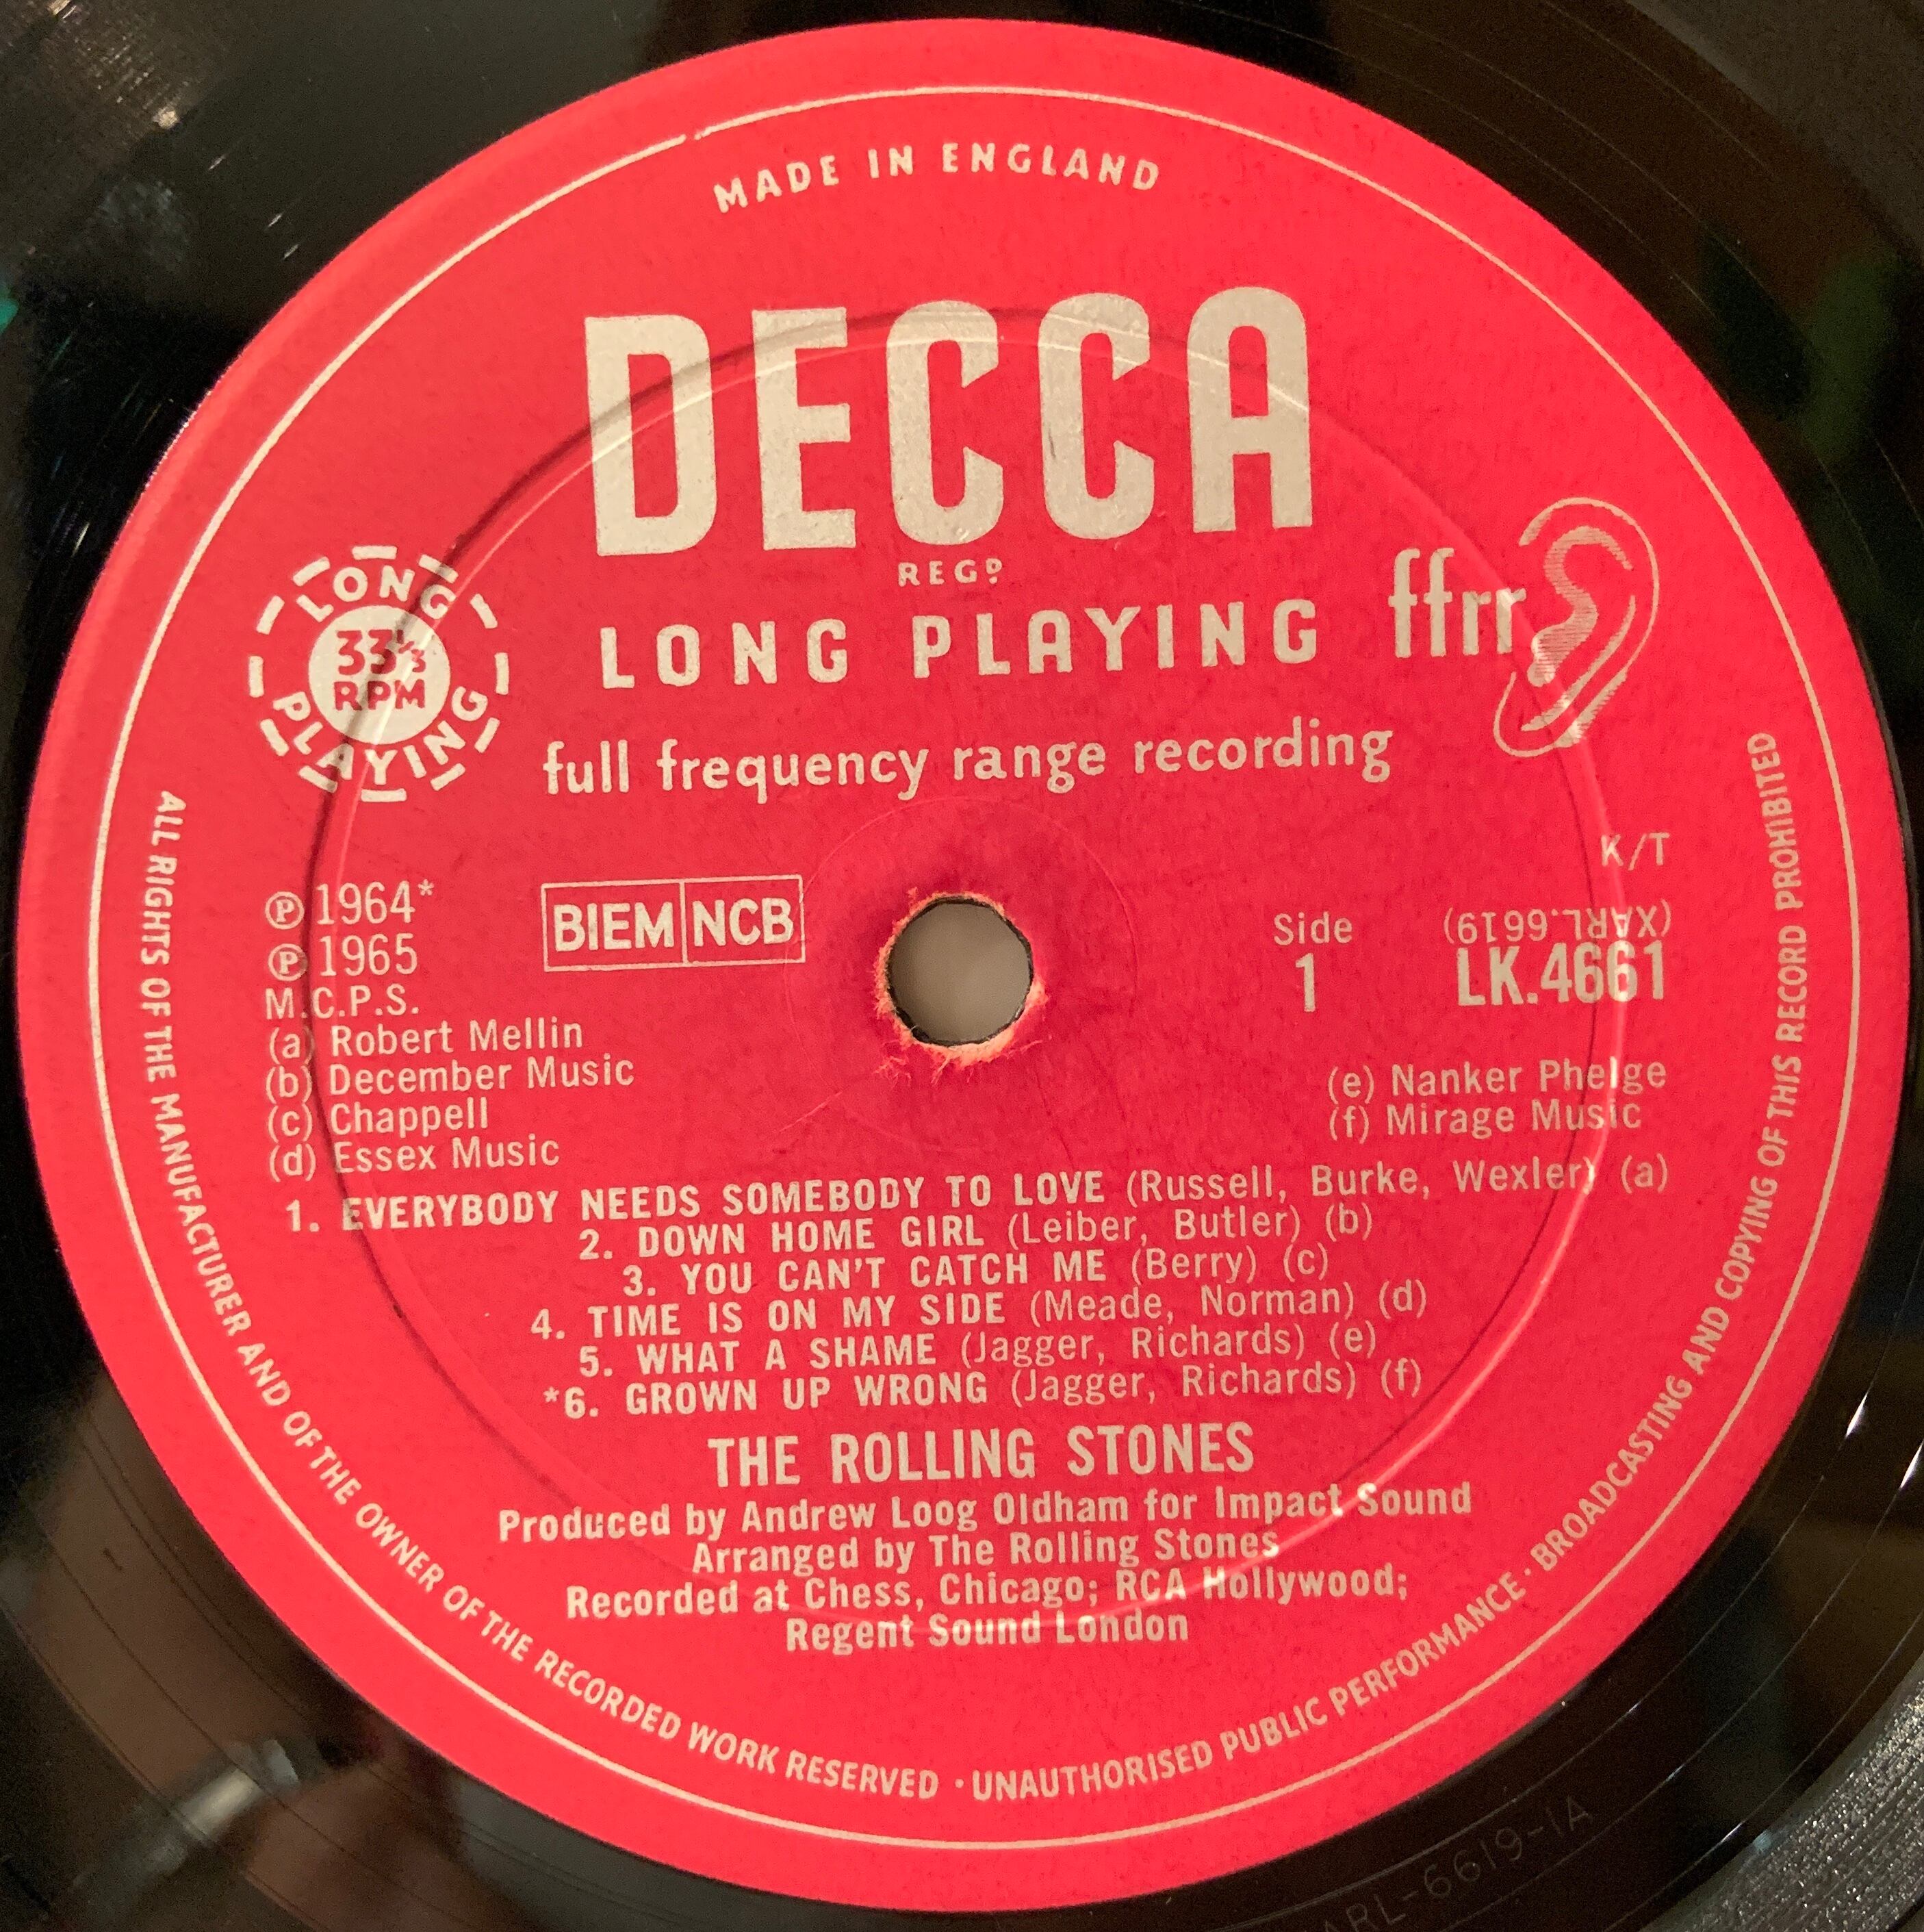 MADE IN ENGLAND
DECCA
REGD
LONG PLAYING
ffrr
full frequency range recording
LONG
33⅓
RPM
PLAYING
K/T
℗ 1964*
℗ 1965
M.C.P.S.
BIEM NCB
Side
1
(XARL.6619)
LK.4661
(a) Robert Mellin
(b) December Music
(c) Chappell
(d) Essex Music
(e) Nanker Phelge
(f) Mirage Music
1. EVERYBODY NEEDS SOMEBODY TO LOVE (Russell, Burke, Wexler) (a)
2. DOWN HOME GIRL (Leiber, Butler) (b)
3. YOU CAN'T CATCH ME (Berry) (c)
4. TIME IS ON MY SIDE (Meade, Norman) (d)
5. WHAT A SHAME (Jagger, Richards) (e)
*6. GROWN UP WRONG (Jagger, Richards) (f)
THE ROLLING STONES
Produced by Andrew Loog Oldham for Impact Sound
Arranged by The Rolling Stones
Recorded at Chess, Chicago; RCA Hollywood;
Regent Sound London
ALL RIGHTS OF THE MANUFACTURER AND OF THE OWNER OF THE RECORDED WORK RESERVED · UNAUTHORISED PUBLIC PERFORMANCE · BROADCASTING AND COPYING OF THIS RECORD PROHIBITED
ARL-6619-1A